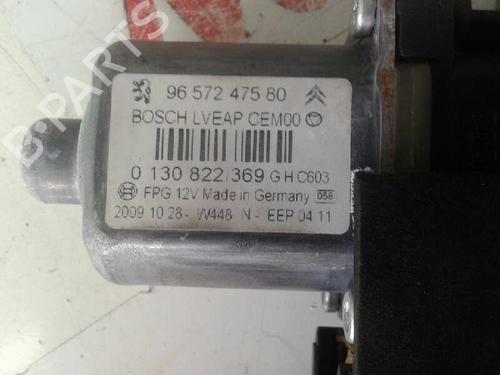 B-PARTS
96 572 475 80
BOSCH LVEAP CEM00
0 130 822 369 G H C603
FPG 12V Made in Germany 058
2009 10 28- W448 N - EEP 04 11